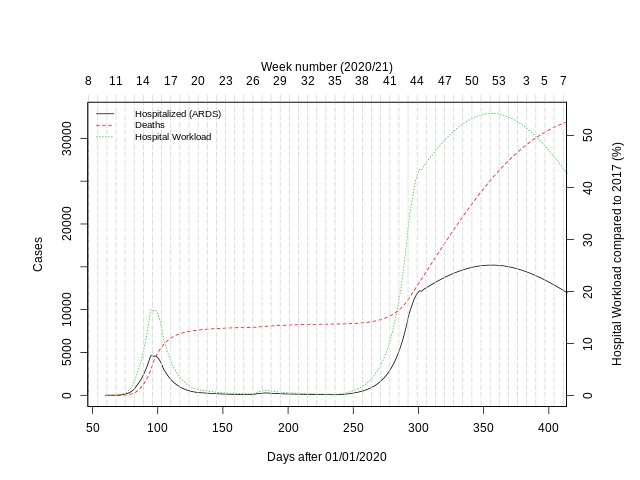 Week number (2020/21)
8 11 14 17 20 23 26 29 32 35 38 41 44 47 50 53 3 5 7
Hospitalized (ARDS)
Deaths
Hospital Workload
Cases
0 5000 10000 20000 30000
Hospital Workload compared to 2017 (%)
0 10 20 30 40 50
50 100 150 200 250 300 350 400
Days after 01/01/2020